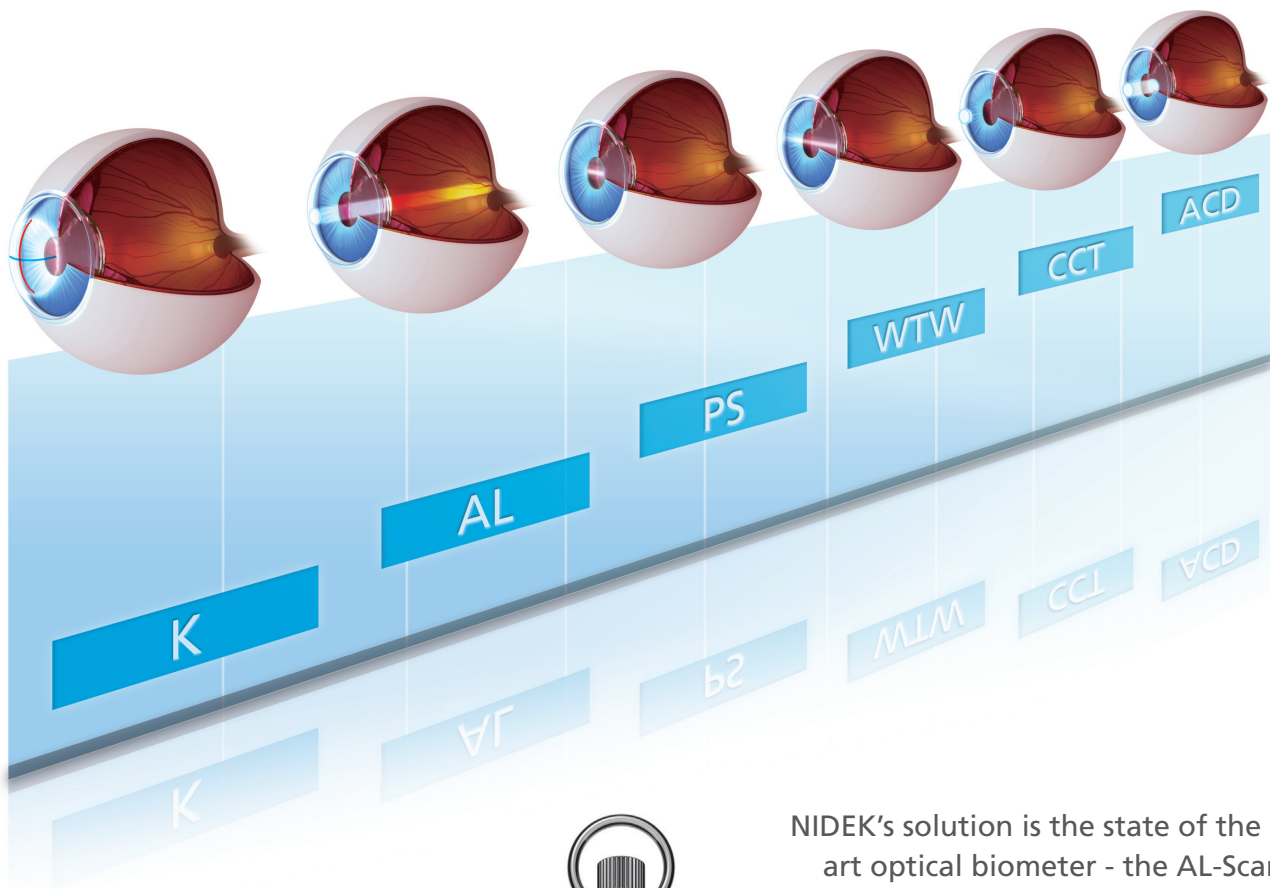 ACD
CCT
WTW
PS
AL
K
NIDEK's solution is the state of the
art optical biometer - the AL-Scan